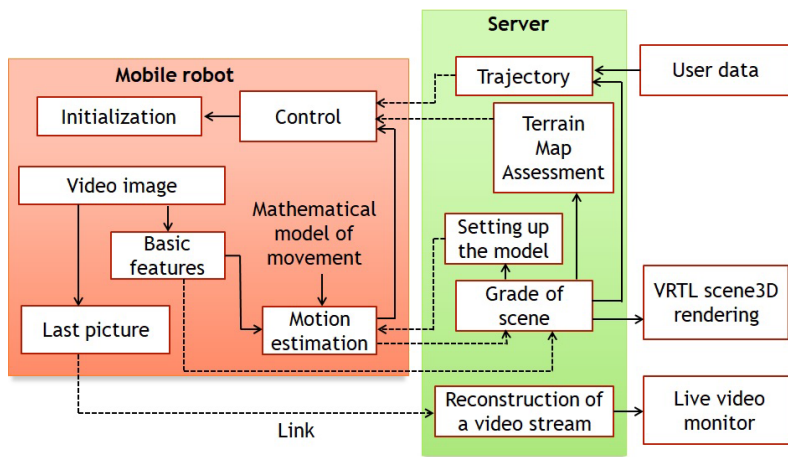 Server
Mobile robot
Trajectory
User data
Initialization
Control
Terrain
Map
Assessment
Video image
Mathematical
model of
movement
Setting up
the model
Basic
features
Grade of
scene
VRTL scene3D
rendering
Last picture
Motion
estimation
Reconstruction of
a video stream
Live video
monitor
Link